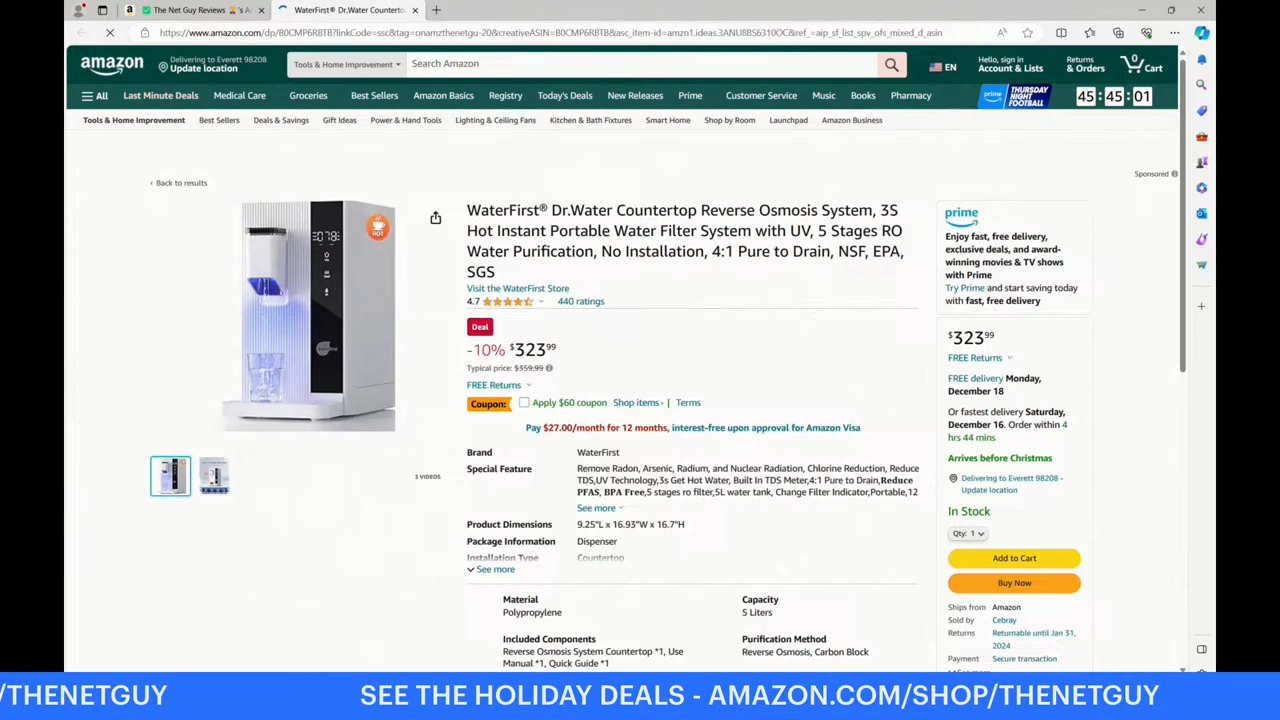 The Net Guy Reviews 's A
WaterFirst® Dr.Water Countertop
https://www.amazon.com/dp/B0CMP6RBTB?linkCode=ssc&tag=onamzthenetgu-20&creativeASIN=B0CMP6RBTB&asc_item-id=amzn1.ideas.3ANU8BS6310OC&ref_=aip_sf_list_spv_ofs_mixed_d_asin
amazon
Delivering to Everett 98208
Update location
Tools & Home Improvement
Search Amazon
EN
Hello, sign in
Account & Lists
Returns
& Orders
0
Cart
All
Last Minute Deals
Medical Care
Groceries
Best Sellers
Amazon Basics
Registry
Today's Deals
New Releases
Prime
Customer Service
Music
Books
Pharmacy
prime
THURSDAY NIGHT FOOTBALL
45:45:01
Tools & Home Improvement
Best Sellers
Deals & Savings
Gift Ideas
Power & Hand Tools
Lighting & Ceiling Fans
Kitchen & Bath Fixtures
Smart Home
Shop by Room
Launchpad
Amazon Business
Sponsored
‹ Back to results
HOT
078
WaterFirst® Dr.Water Countertop Reverse Osmosis System, 3S
Hot Instant Portable Water Filter System with UV, 5 Stages RO
Water Purification, No Installation, 4:1 Pure to Drain, NSF, EPA,
SGS
Visit the WaterFirst Store
4.7
440 ratings
Deal
-10% $323 99
Typical price: $359.99
FREE Returns
Coupon:
Apply $60 coupon
Shop items ›
|
Terms
Pay $27.00/month for 12 months, interest-free upon approval for Amazon Visa
3 VIDEOS
Brand
WaterFirst
Special Feature
Remove Radon, Arsenic, Radium, and Nuclear Radiation, Chlorine Reduction, Reduce
TDS,UV Technology,3s Get Hot Water, Built In TDS Meter,4:1 Pure to Drain,Reduce
PFAS, BPA Free,5 stages ro filter,5L water tank, Change Filter Indicator,Portable,12
See more
Product Dimensions
9.25"L x 16.93"W x 16.7"H
Package Information
Dispenser
Installation Type
Countertop
See more
Material
Polypropylene
Capacity
5 Liters
Included Components
Reverse Osmosis System Countertop *1, Use
Manual *1, Quick Guide *1
Purification Method
Reverse Osmosis, Carbon Block
prime
Enjoy fast, free delivery,
exclusive deals, and award-
winning movies & TV shows
with Prime
Try Prime and start saving today
with fast, free delivery
$323 99
FREE Returns
FREE delivery Monday,
December 18
Or fastest delivery Saturday,
December 16. Order within 4
hrs 44 mins
Arrives before Christmas
Delivering to Everett 98208 -
Update location
In Stock
Qty: 1
Add to Cart
Buy Now
Ships from
Amazon
Sold by
Cebray
Returns
Returnable until Jan 31,
2024
Payment
Secure transaction
/THENETGUY
SEE THE HOLIDAY DEALS - AMAZON.COM/SHOP/THENETGUY